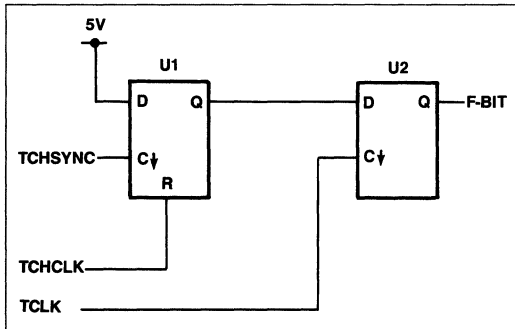 5V
U1
U2
D Q
D Q
F-BIT
TCHSYNC
C
C
R
TCHCLK
TCLK